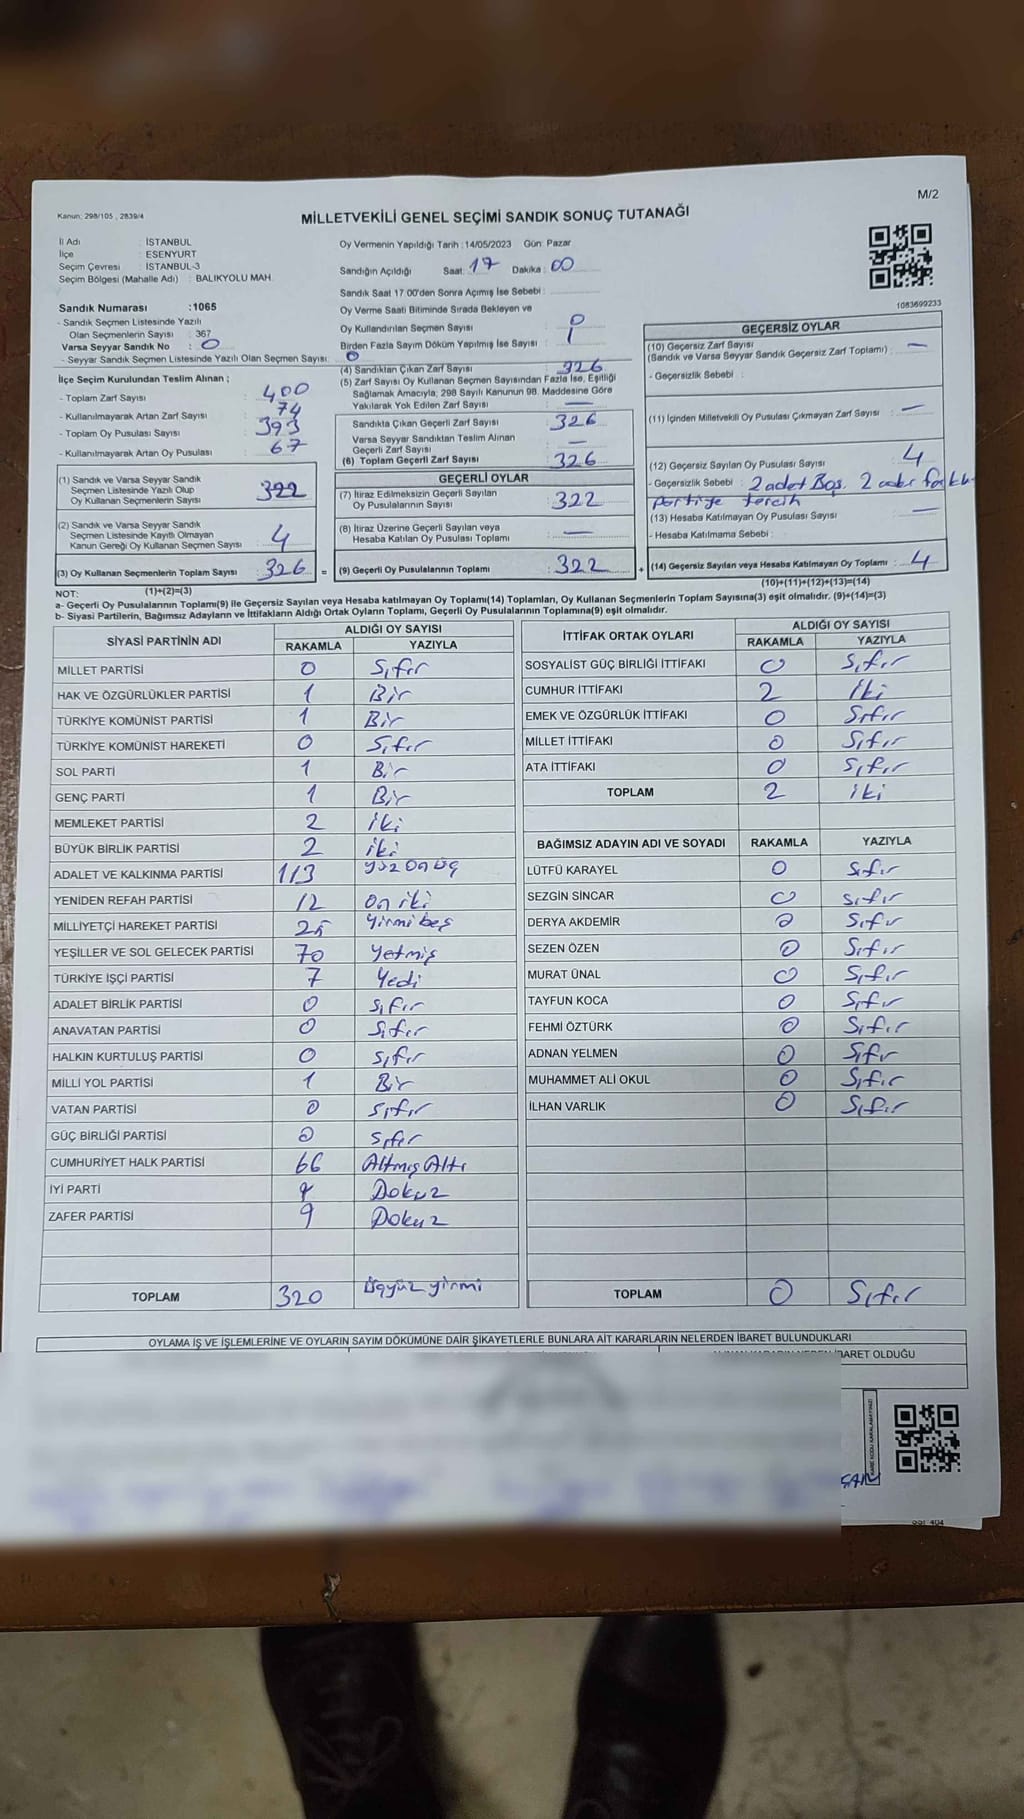 M/2
Kanun: 298/105 , 2839/4
MİLLETVEKİLİ GENEL SEÇİMİ SANDIK SONUÇ TUTANAĞI
İl Adı : İSTANBUL
İlçe : ESENYURT
Seçim Çevresi : İSTANBUL-3
Seçim Bölgesi (Mahalle Adı) : BALIKYOLU MAH.
Sandık Numarası :1065
- Sandık Seçmen Listesinde Yazılı
Olan Seçmenlerin Sayısı : 367
Varsa Seyyar Sandık No : 0
- Seyyar Sandık Seçmen Listesinde Yazılı Olan Seçmen Sayısı: 0
Oy Vermenin Yapıldığı Tarih :14/05/2023 Gün: Pazar
Sandığın Açıldığı Saat: 17 Dakika : 00
Sandık Saat 17.00'den Sonra Açımış İse Sebebi :
Oy Verme Saati Bitiminde Sırada Bekleyen ve
Oy Kullandırılan Seçmen Sayısı : 0
Birden Fazla Sayım Döküm Yapılmış İse Sayısı :
1083699233
İlçe Seçim Kurulundan Teslim Alınan ;
- Toplam Zarf Sayısı : 400
- Kullanılmayarak Artan Zarf Sayısı : 74
- Toplam Oy Pusulası Sayısı : 393
- Kullanılmayarak Artan Oy Pusulası : 67
(4) Sandıktan Çıkan Zarf Sayısı : 326
(5) Zarf Sayısı Oy Kullanan Seçmen Sayısından Fazla İse, Eşitliği
Sağlamak Amacıyla, 298 Sayılı Kanunun 98. Maddesine Göre
Yakılarak Yok Edilen Zarf Sayısı : —
Sandıkta Çıkan Geçerli Zarf Sayısı : 326
Varsa Seyyar Sandıktan Teslim Alınan
Geçerli Zarf Sayısı : —
(6) Toplam Geçerli Zarf Sayısı : 326
GEÇERSİZ OYLAR
(10) Geçersiz Zarf Sayısı
(Sandık ve Varsa Seyyar Sandık Geçersiz Zarf Toplamı) : —
- Geçersizlik Sebebi :
(11) İçinden Milletvekili Oy Pusulası Çıkmayan Zarf Sayısı : —
(12) Geçersiz Sayılan Oy Pusulası Sayısı : 4
- Geçersizlik Sebebi : 2 adet Boş. 2 adet farklı
partiye tercih
(13) Hesaba Katılmayan Oy Pusulası Sayısı : —
- Hesaba Katılmama Sebebi :
(14) Geçersiz Sayılan veya Hesaba Katılmayan Oy Toplamı : 4
(10)+(11)+(12)+(13)=(14)
(1) Sandık ve Varsa Seyyar Sandık
Seçmen Listesinde Yazılı Olup
Oy Kullanan Seçmenlerin Sayısı : 322
(2) Sandık ve Varsa Seyyar Sandık
Seçmen Listesinde Kayıtlı Olmayan
Kanun Gereği Oy Kullanan Seçmen Sayısı : 4
(3) Oy Kullanan Seçmenlerin Toplam Sayısı : 326 =
GEÇERLİ OYLAR
(7) İtiraz Edilmeksizin Geçerli Sayılan
Oy Pusulalarının Sayısı : 322
(8) İtiraz Üzerine Geçerli Sayılan veya
Hesaba Katılan Oy Pusulası Toplamı : —
(9) Geçerli Oy Pusulalarının Toplamı : 322 +
NOT: (1)+(2)=(3)
a- Geçerli Oy Pusulalarının Toplamı(9) ile Geçersiz Sayılan veya Hesaba katılmayan Oy Toplamı(14) Toplamları, Oy Kullanan Seçmenlerin Toplam Sayısına(3) eşit olmalıdır. (9)+(14)=(3)
b- Siyasi Partilerin, Bağımsız Adayların ve İttifakların Aldığı Ortak Oyların Toplamı, Geçerli Oy Pusulalarının Toplamına(9) eşit olmalıdır.
SİYASİ PARTİNİN ADI ALDIĞI OY SAYISI
RAKAMLA YAZIYLA
MİLLET PARTİSİ 0 Sıfır
HAK VE ÖZGÜRLÜKLER PARTİSİ 1 Bir
TÜRKİYE KOMÜNİST PARTİSİ 1 Bir
TÜRKİYE KOMÜNİST HAREKETİ 0 Sıfır
SOL PARTİ 1 Bir
GENÇ PARTİ 1 Bir
MEMLEKET PARTİSİ 2 iki
BÜYÜK BİRLİK PARTİSİ 2 iki
ADALET VE KALKINMA PARTİSİ 113 yüz on üç
YENİDEN REFAH PARTİSİ 12 on iki
MİLLİYETÇİ HAREKET PARTİSİ 25 Yirmi beş
YEŞİLLER VE SOL GELECEK PARTİSİ 70 Yetmiş
TÜRKİYE İŞÇİ PARTİSİ 7 Yedi
ADALET BİRLİK PARTİSİ 0 Sıfır
ANAVATAN PARTİSİ 0 Sıfır
HALKIN KURTULUŞ PARTİSİ 0 Sıfır
MİLLİ YOL PARTİSİ 1 Bir
VATAN PARTİSİ 0 Sıfır
GÜÇ BİRLİĞİ PARTİSİ 0 Sıfır
CUMHURİYET HALK PARTİSİ 66 Altmış Altı
İYİ PARTİ 9 Dokuz
ZAFER PARTİSİ 9 Dokuz
TOPLAM 320 Üçyüz yirmi
İTTİFAK ORTAK OYLARI ALDIĞI OY SAYISI
RAKAMLA YAZIYLA
SOSYALİST GÜÇ BİRLİĞİ İTTİFAKI 0 Sıfır
CUMHUR İTTİFAKI 2 İki
EMEK VE ÖZGÜRLÜK İTTİFAKI 0 Sıfır
MİLLET İTTİFAKI 0 Sıfır
ATA İTTİFAKI 0 Sıfır
TOPLAM 2 iki
BAĞIMSIZ ADAYIN ADI VE SOYADI RAKAMLA YAZIYLA
LÜTFÜ KARAYEL 0 Sıfır
SEZGİN SİNCAR 0 Sıfır
DERYA AKDEMİR 0 Sıfır
SEZEN ÖZEN 0 Sıfır
MURAT ÜNAL 0 Sıfır
TAYFUN KOCA 0 Sıfır
FEHMİ ÖZTÜRK 0 Sıfır
ADNAN YELMEN 0 Sıfır
MUHAMMET ALİ OKUL 0 Sıfır
İLHAN VARLIK 0 Sıfır
TOPLAM 0 Sıfır
OYLAMA İŞ VE İŞLEMLERİNE VE OYLARIN SAYIM DÖKÜMÜNE DAİR ŞİKAYETLERLE BUNLARA AİT KARARLARIN NELERDEN İBARET BULUNDUKLARI
İBARET OLDUĞU